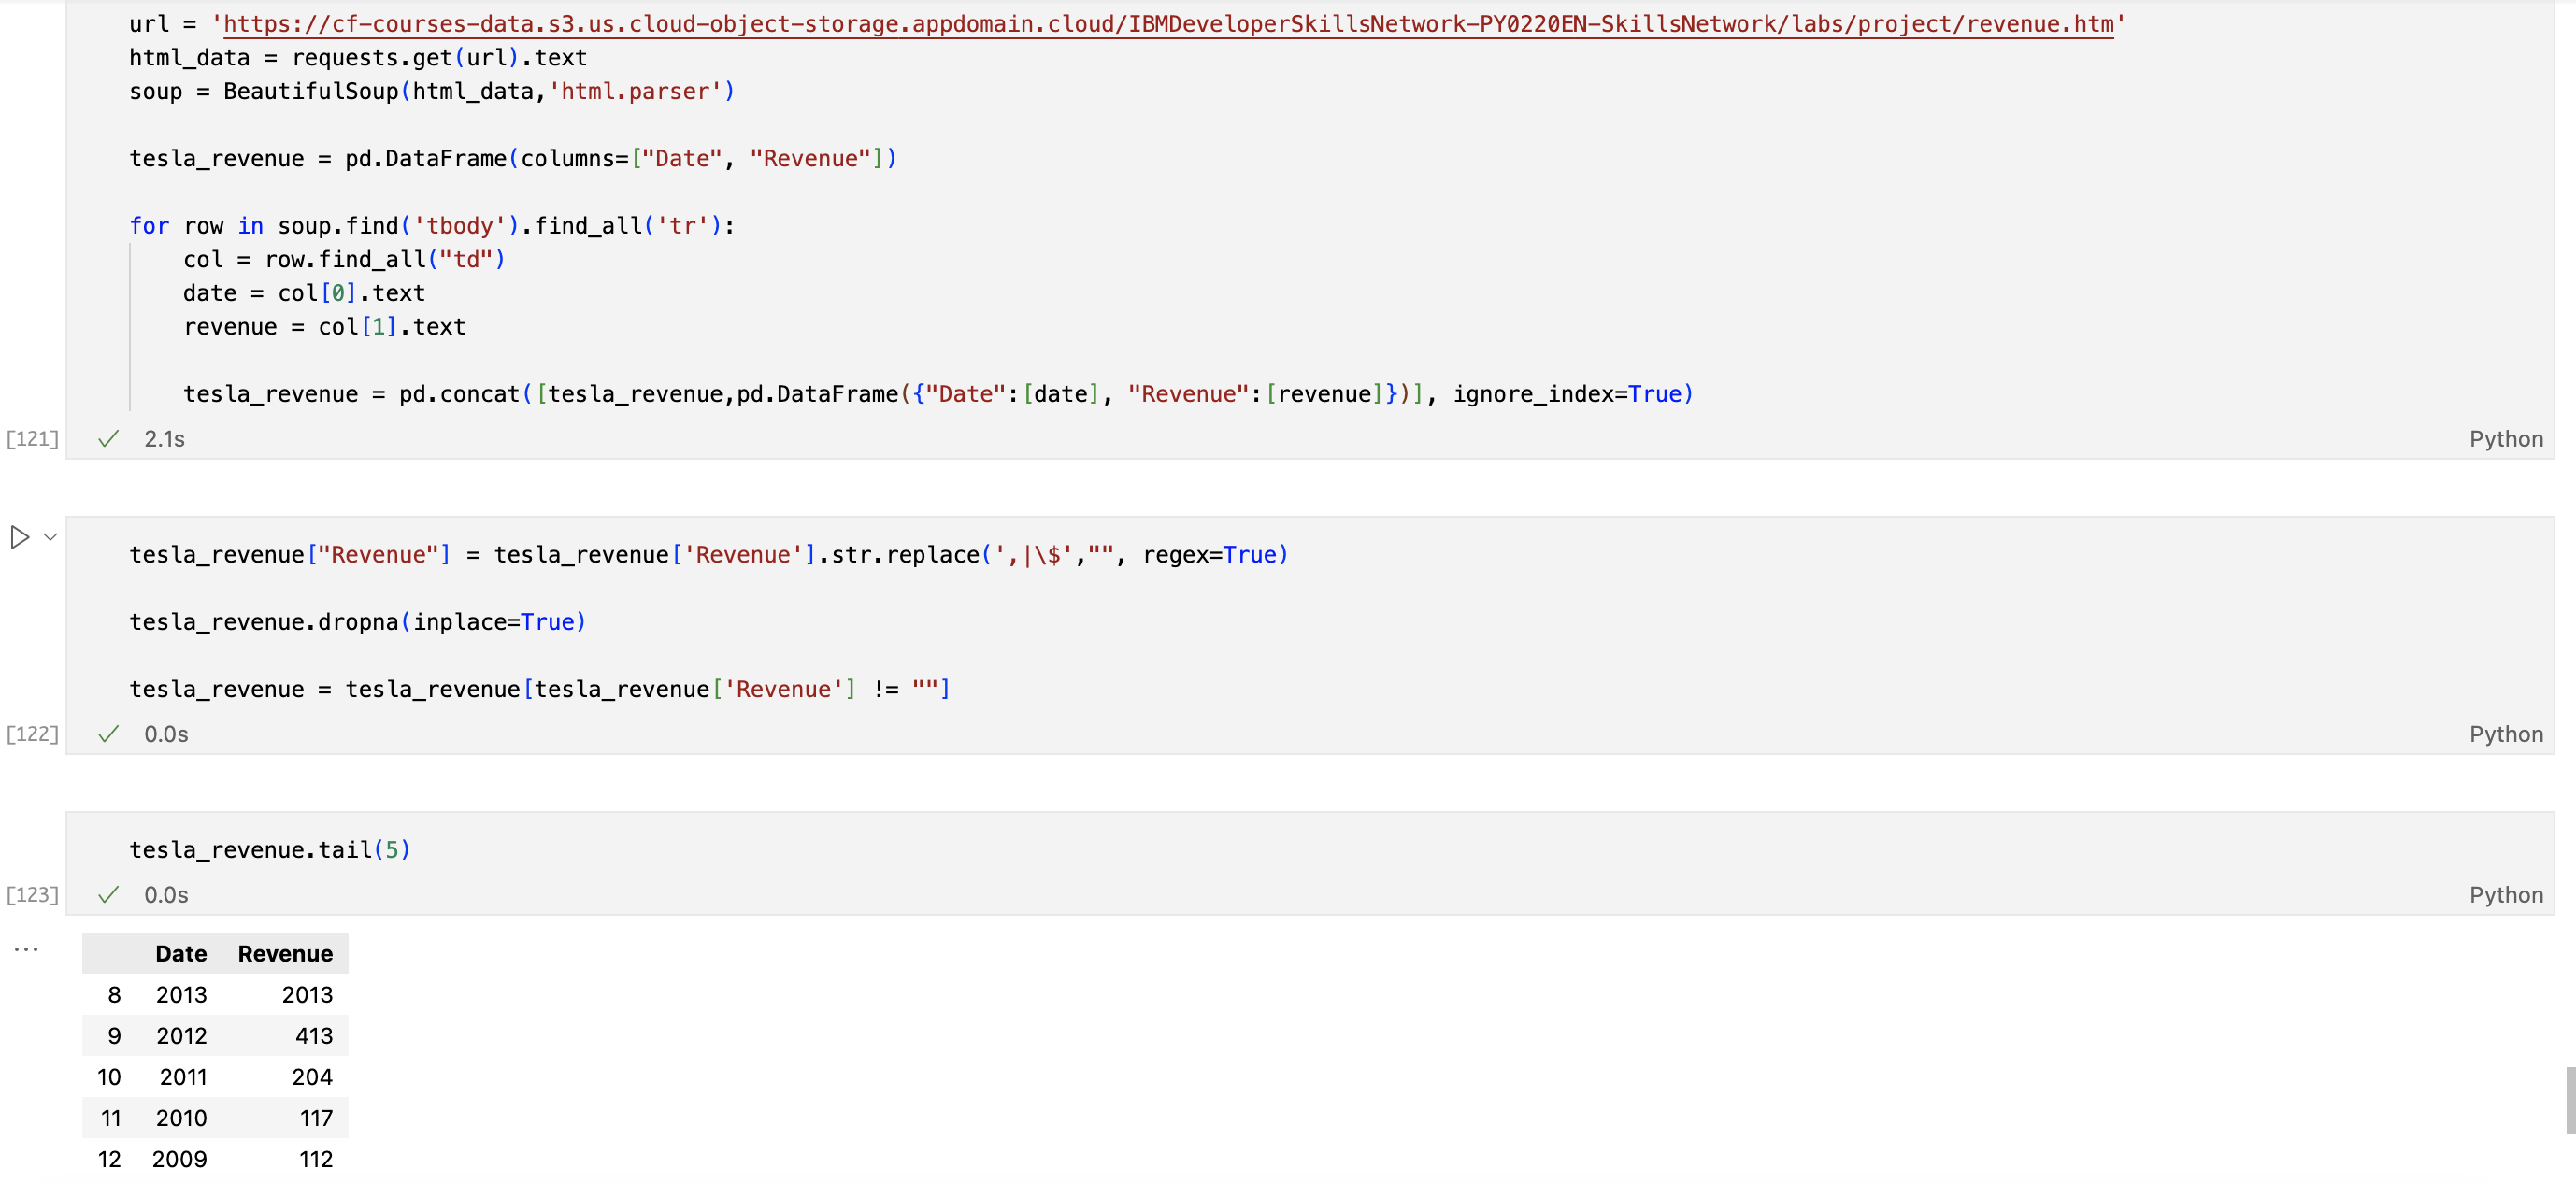 url = 'https://cf-courses-data.s3.us.cloud-object-storage.appdomain.cloud/IBMDeveloperSkillsNetwork-PY0220EN-SkillsNetwork/labs/project/revenue.htm'
html_data = requests.get(url).text
soup = BeautifulSoup(html_data,'html.parser')
tesla_revenue = pd.DataFrame(columns=["Date", "Revenue"])
for row in soup.find('tbody').find_all('tr'):
    col = row.find_all("td")
    date = col[0].text
    revenue = col[1].text
    tesla_revenue = pd.concat([tesla_revenue,pd.DataFrame({"Date":[date], "Revenue":[revenue]})], ignore_index=True)
[121] 2.1s Python
tesla_revenue["Revenue"] = tesla_revenue['Revenue'].str.replace(',|\$',"", regex=True)
tesla_revenue.dropna(inplace=True)
tesla_revenue = tesla_revenue[tesla_revenue['Revenue'] != ""]
[122] 0.0s Python
tesla_revenue.tail(5)
[123] 0.0s Python
... Date Revenue
8 2013 2013
9 2012 413
10 2011 204
11 2010 117
12 2009 112